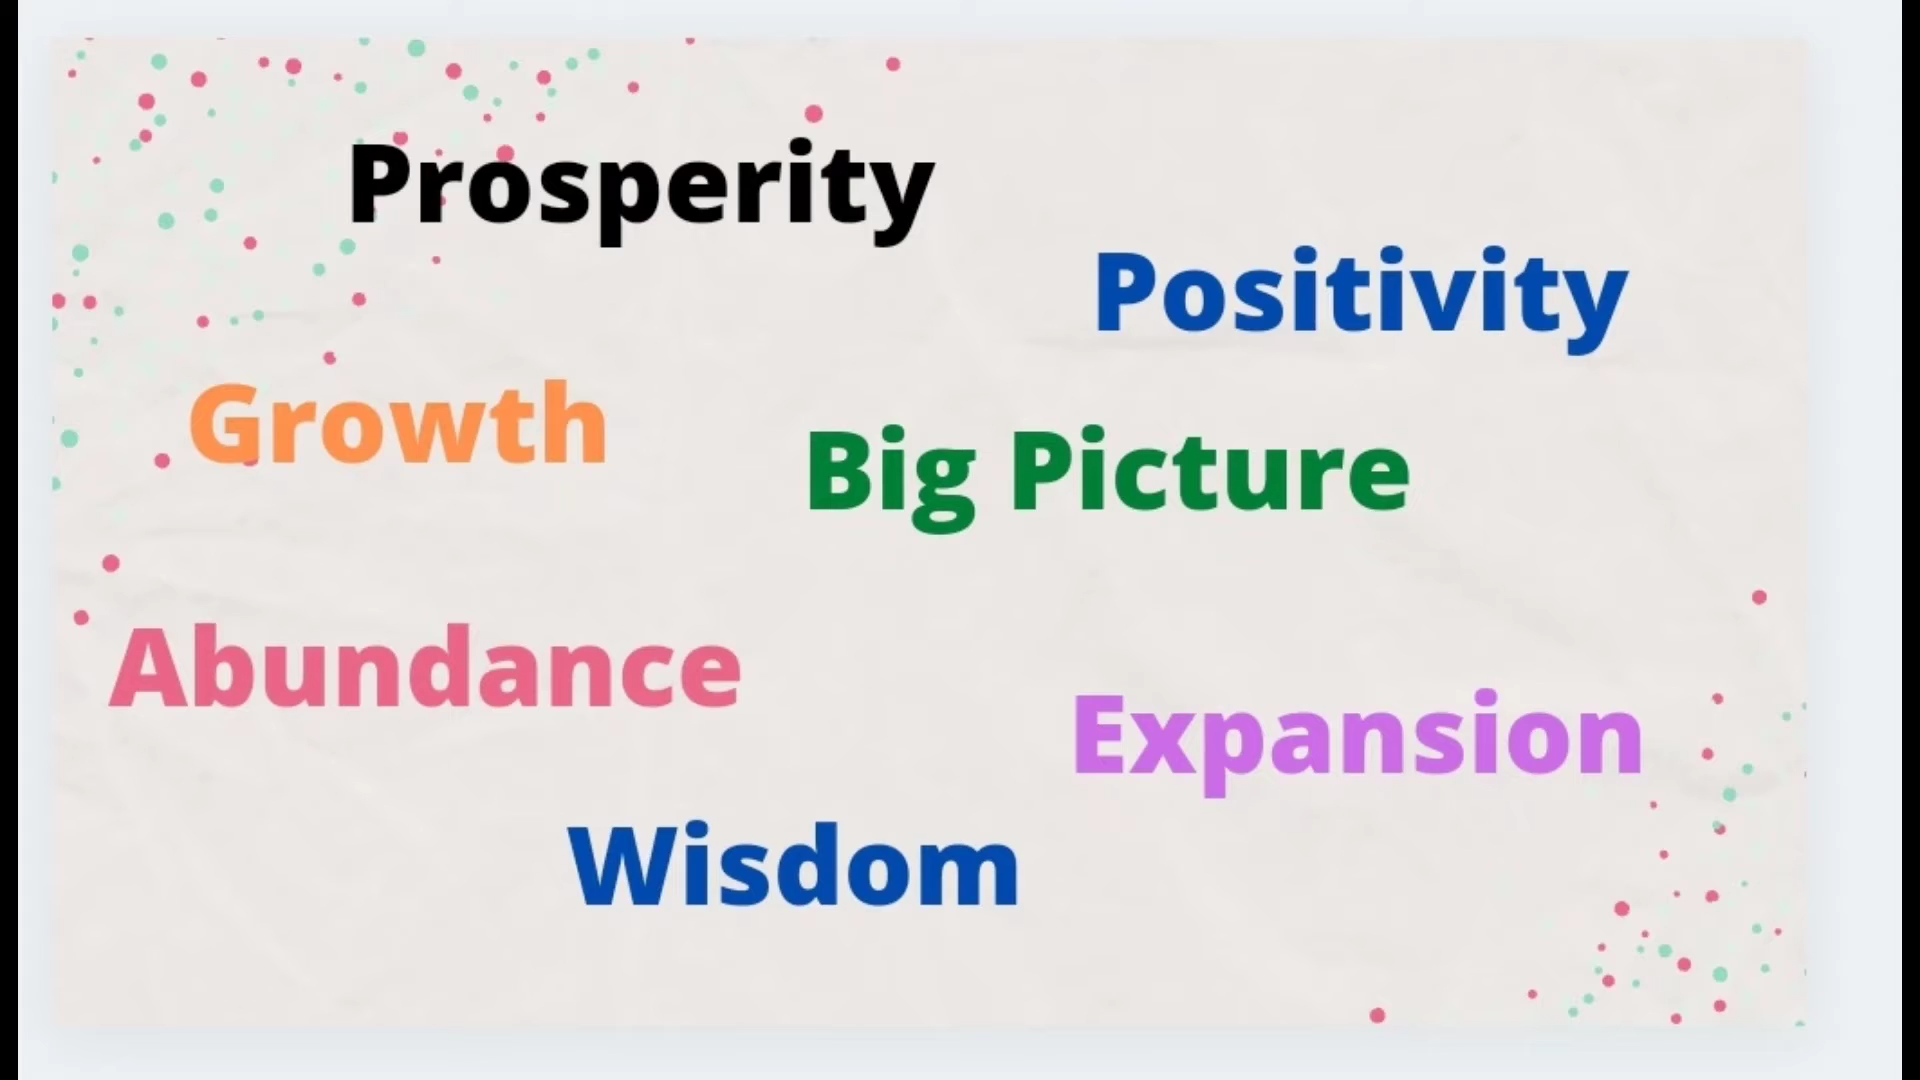 Prosperity
Positivity
Growth
Big Picture
Abundance
Expansion
Wisdom